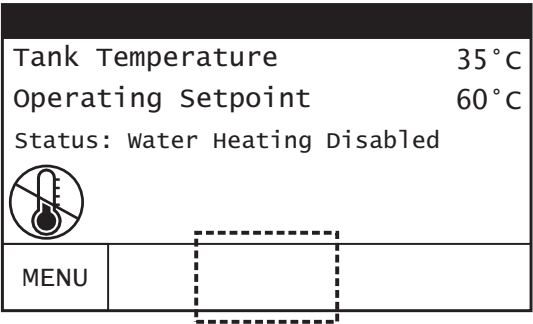 Tank Temperature 35°C
Operating Setpoint 60°C
Status: Water Heating Disabled
MENU